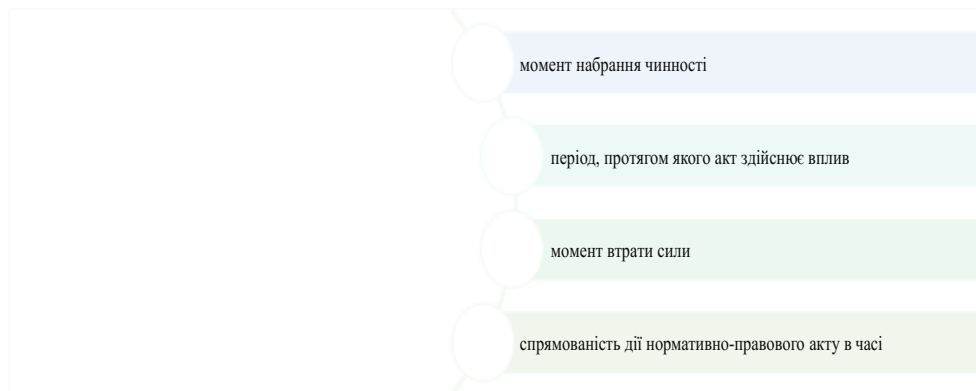 момент набрання чинності
період, протягом якого акт здійснює вплив
момент втрати сили
спрямованість дії нормативно-правового акту в часі